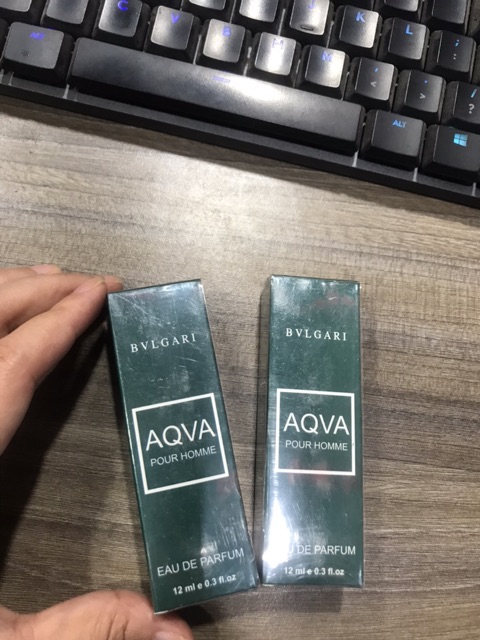 C V B N M
J K L
ALT
BVLGARI
AQVA
POUR HOMME
EAU DE PARFUM
12 ml e 0.3 fl.oz
BVLGARI
AQVA
POUR HOMME
DE PARFUM
12 ml e 0.3 fl.oz